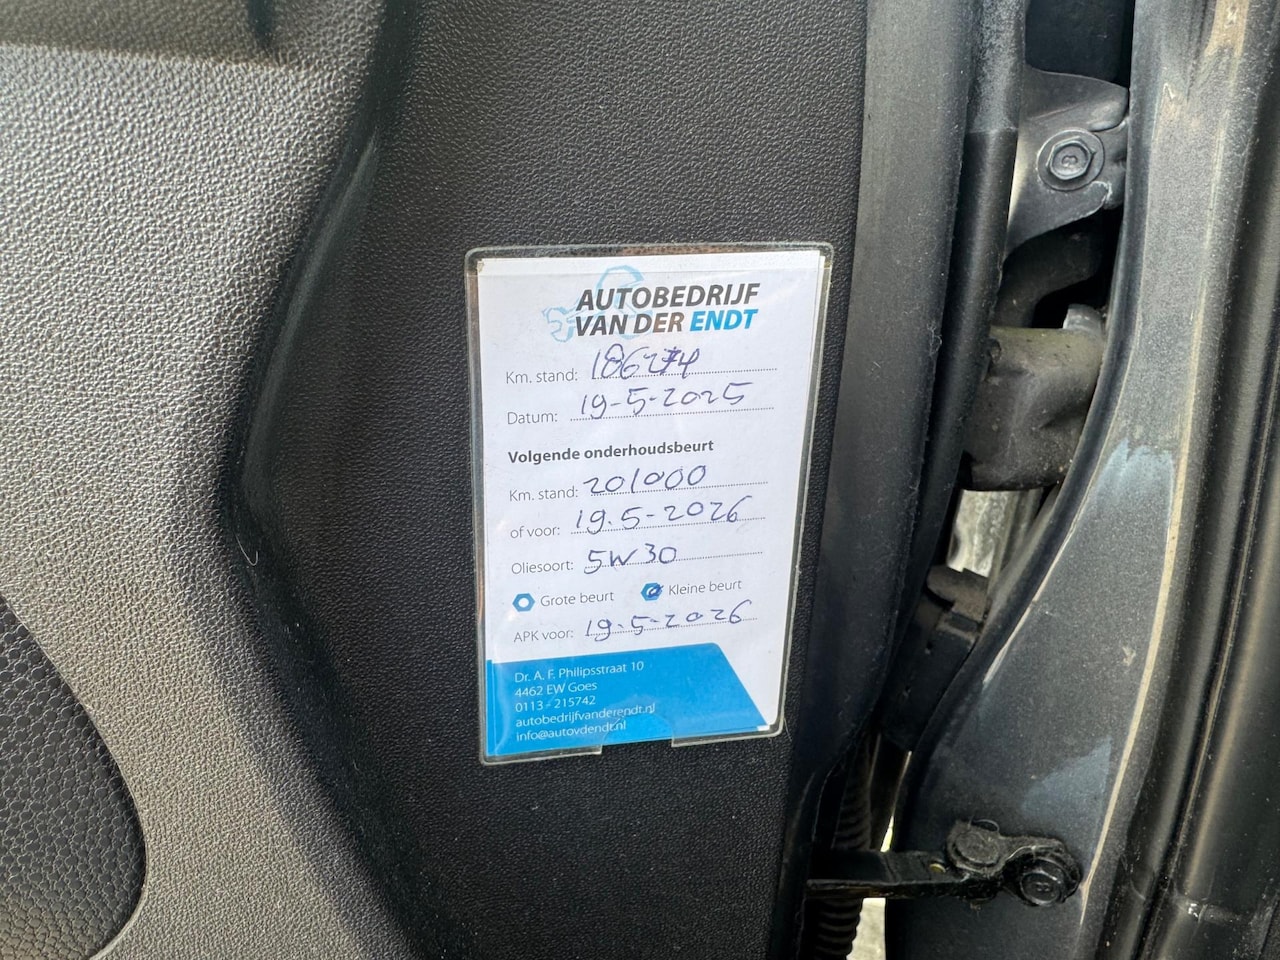 AUTOBEDRIJF
VAN DER ENDT
Km. stand: 186274
Datum: 19-5-2025
Volgende onderhoudsbeurt
Km. stand: 201000
of voor: 19.5-2026
Oliesoort: 5W30
Grote beurt Kleine beurt
APK voor: 19-5-2026
Dr. A. F. Philipsstraat 10
4462 EW Goes
0113 - 215742
autobedrijfvanderendt.nl
info@autovdendt.nl